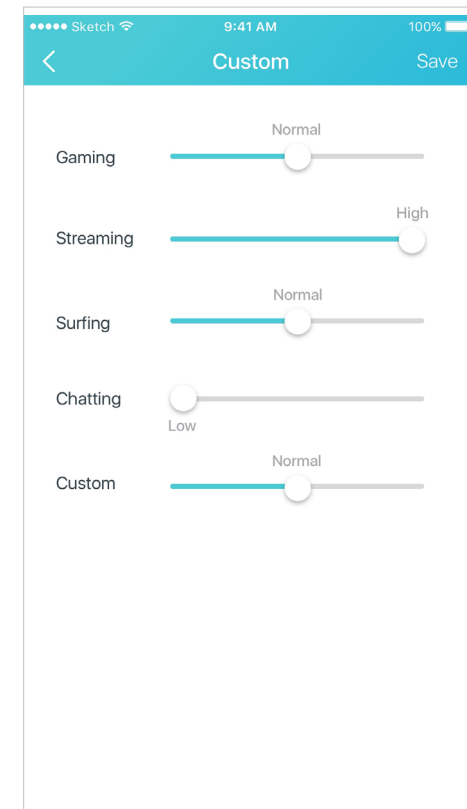 Sketch 9:41 AM 100%
Custom Save
Normal
Gaming
High
Streaming
Normal
Surfing
Chatting
Low
Normal
Custom